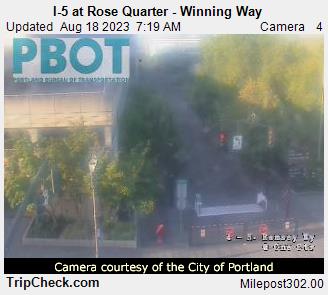 I-5 at Rose Quarter - Winning Way
Updated Aug 18 2023 7:19 AM Camera 4
PBOT
PORTLAND BUREAU OF TRANSPORTATION
Camera courtesy of the City of Portland
TripCheck.com Milepost302.00